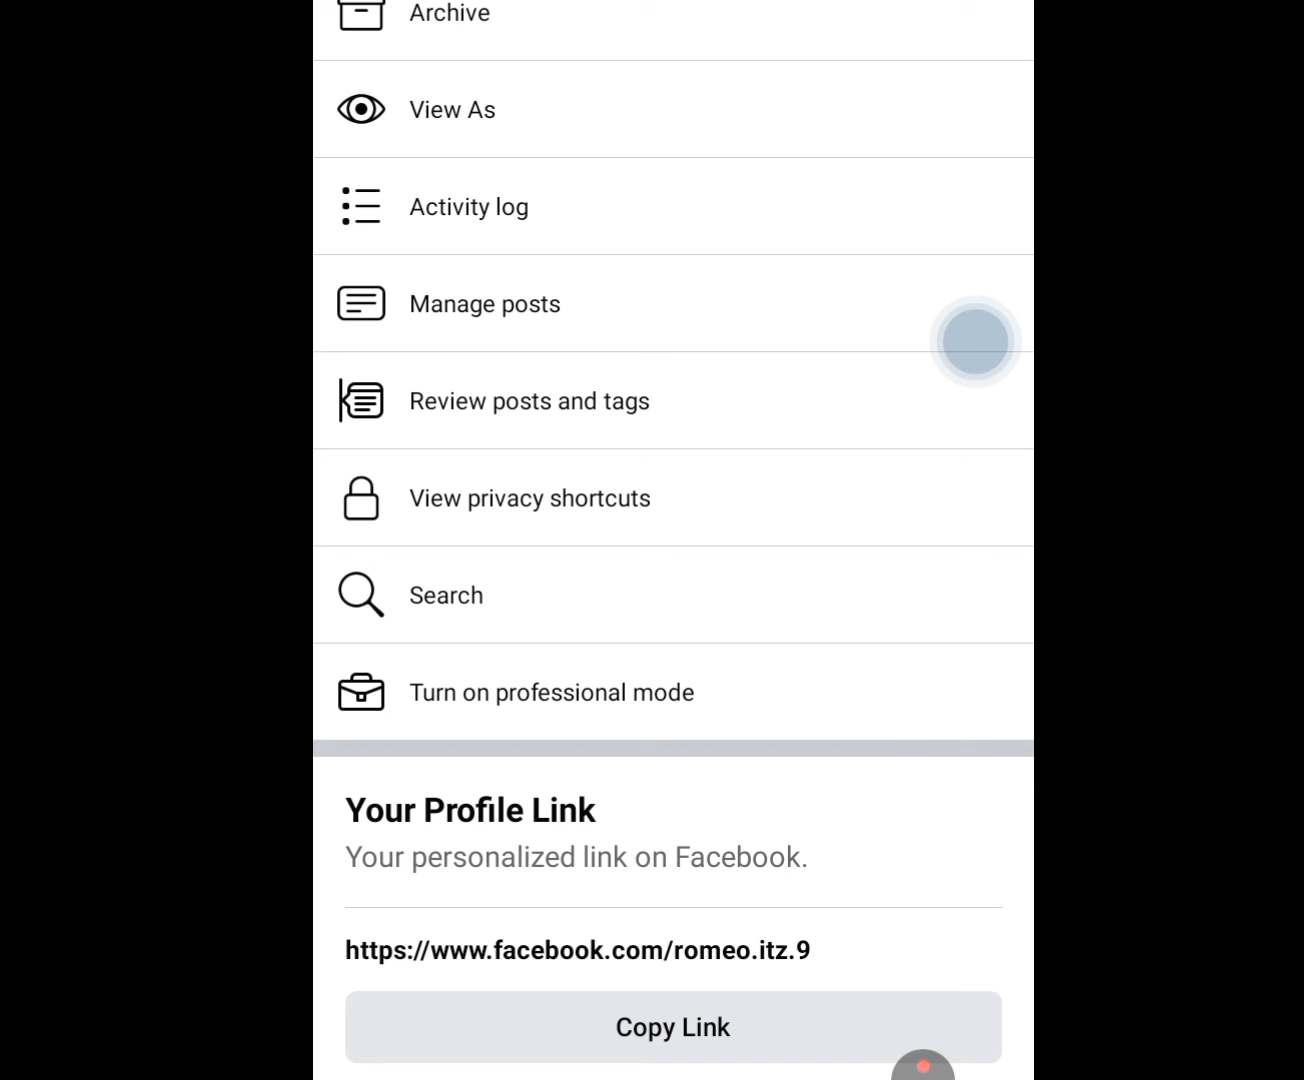 Archive
View As
Activity log
Manage posts
Review posts and tags
View privacy shortcuts
Search
Turn on professional mode
Your Profile Link
Your personalized link on Facebook.
https://www.facebook.com/romeo.itz.9
Copy Link